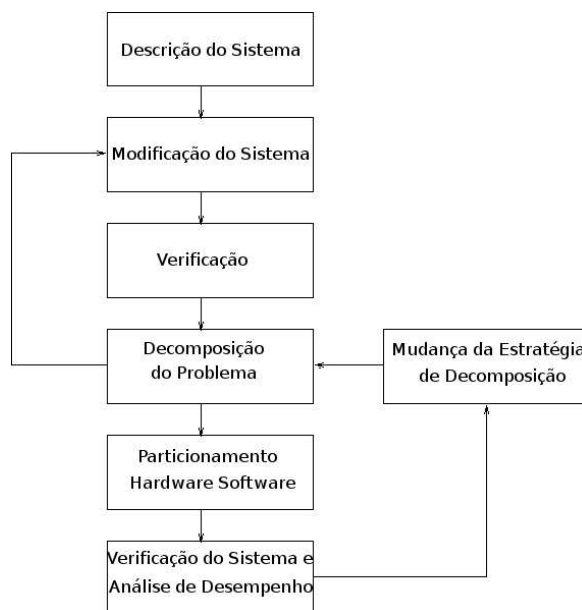 Descrição do Sistema
Modificação do Sistema
Verificação
Decomposição
do Problema
Mudança da Estratégia
de Decomposição
Particionamento
Hardware Software
Verificação do Sistema e
Análise de Desempenho